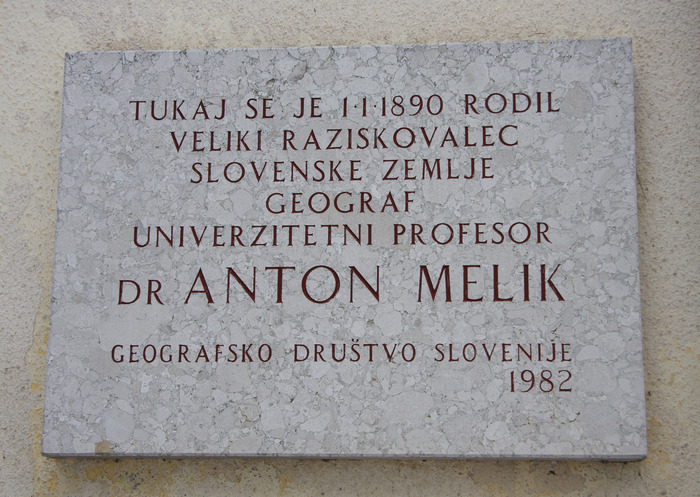 TUKAJ SE JE 1·1·1890 RODIL
VELIKI RAZISKOVALEC
SLOVENSKE ZEMLJE
GEOGRAF
UNIVERZITETNI PROFESOR
DR ANTON MELIK
GEOGRAFSKO DRUŠTVO SLOVENIJE
1982